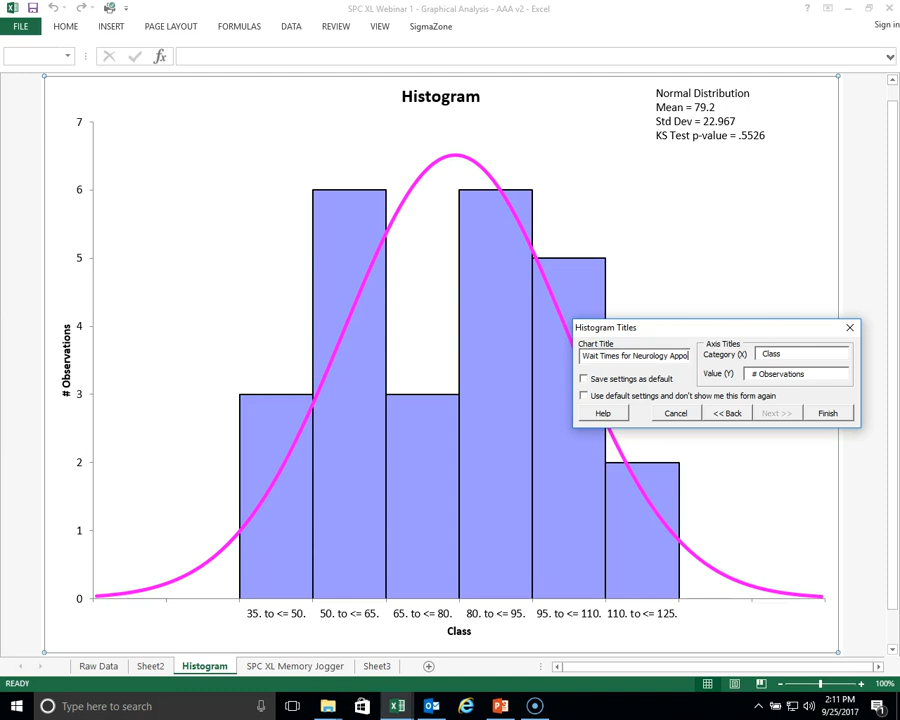 SPC XL Webinar 1 - Graphical Analysis - AAA v2 - Excel
Sign in
FILE HOME INSERT PAGE LAYOUT FORMULAS DATA REVIEW VIEW SigmaZone
fx
Histogram
Normal Distribution
Mean = 79.2
Std Dev = 22.967
KS Test p-value = .5526
7
6
5
4
3
2
1
0
# Observations
35. to <= 50. 50. to <= 65. 65. to <= 80. 80. to <= 95. 95. to <= 110. 110. to <= 125.
Class
Histogram Titles
Chart Title
Wait Times for Neurology Appo
Axis Titles
Category (X) Class
Value (Y) # Observations
Save settings as default
Use default settings and don't show me this form again
Help Cancel << Back Next >> Finish
Raw Data Sheet2 Histogram SPC XL Memory Jogger Sheet3
READY
100%
Type here to search
2:11 PM
9/25/2017